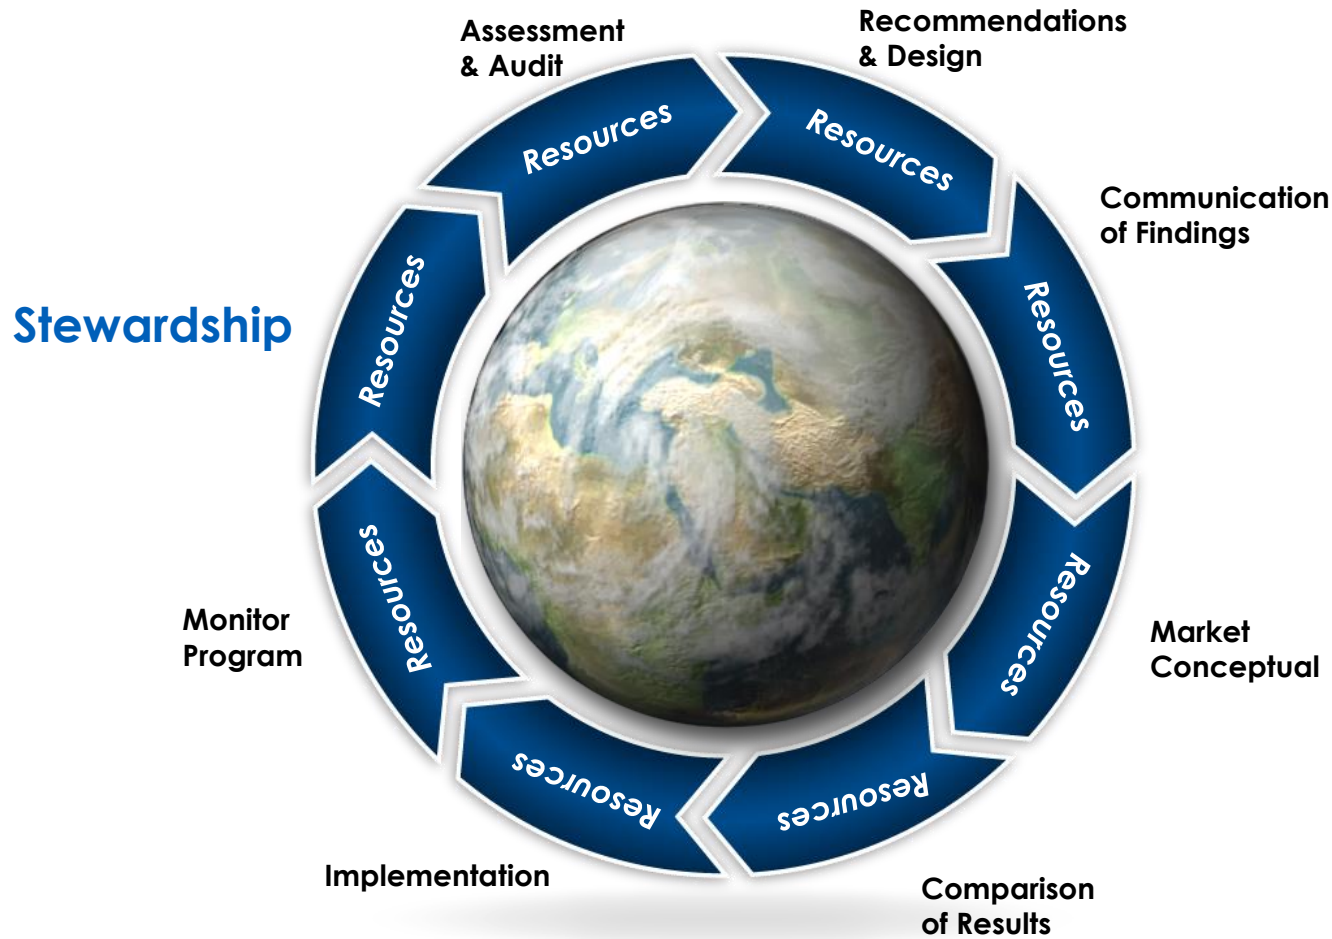 Assessment
& Audit
Recommendations
& Design
Resources
Resources
Communication
of Findings
Resources
Stewardship
Resources
Resources
Market
Conceptual
Resources
Monitor
Program
Resources
Resources
Implementation
Comparison
of Results